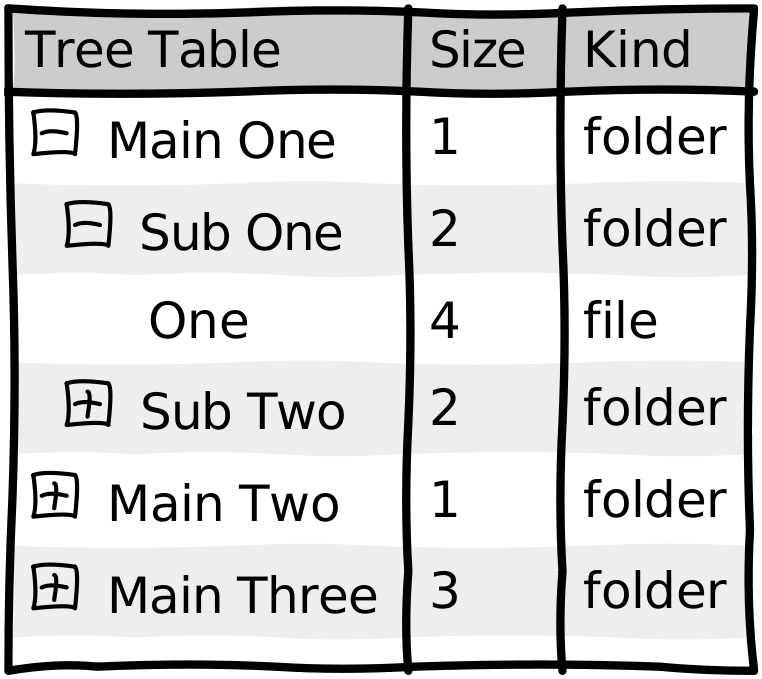 Tree Table Size Kind
Main One 1 folder
Sub One 2 folder
One 4 file
Sub Two 2 folder
Main Two 1 folder
Main Three 3 folder